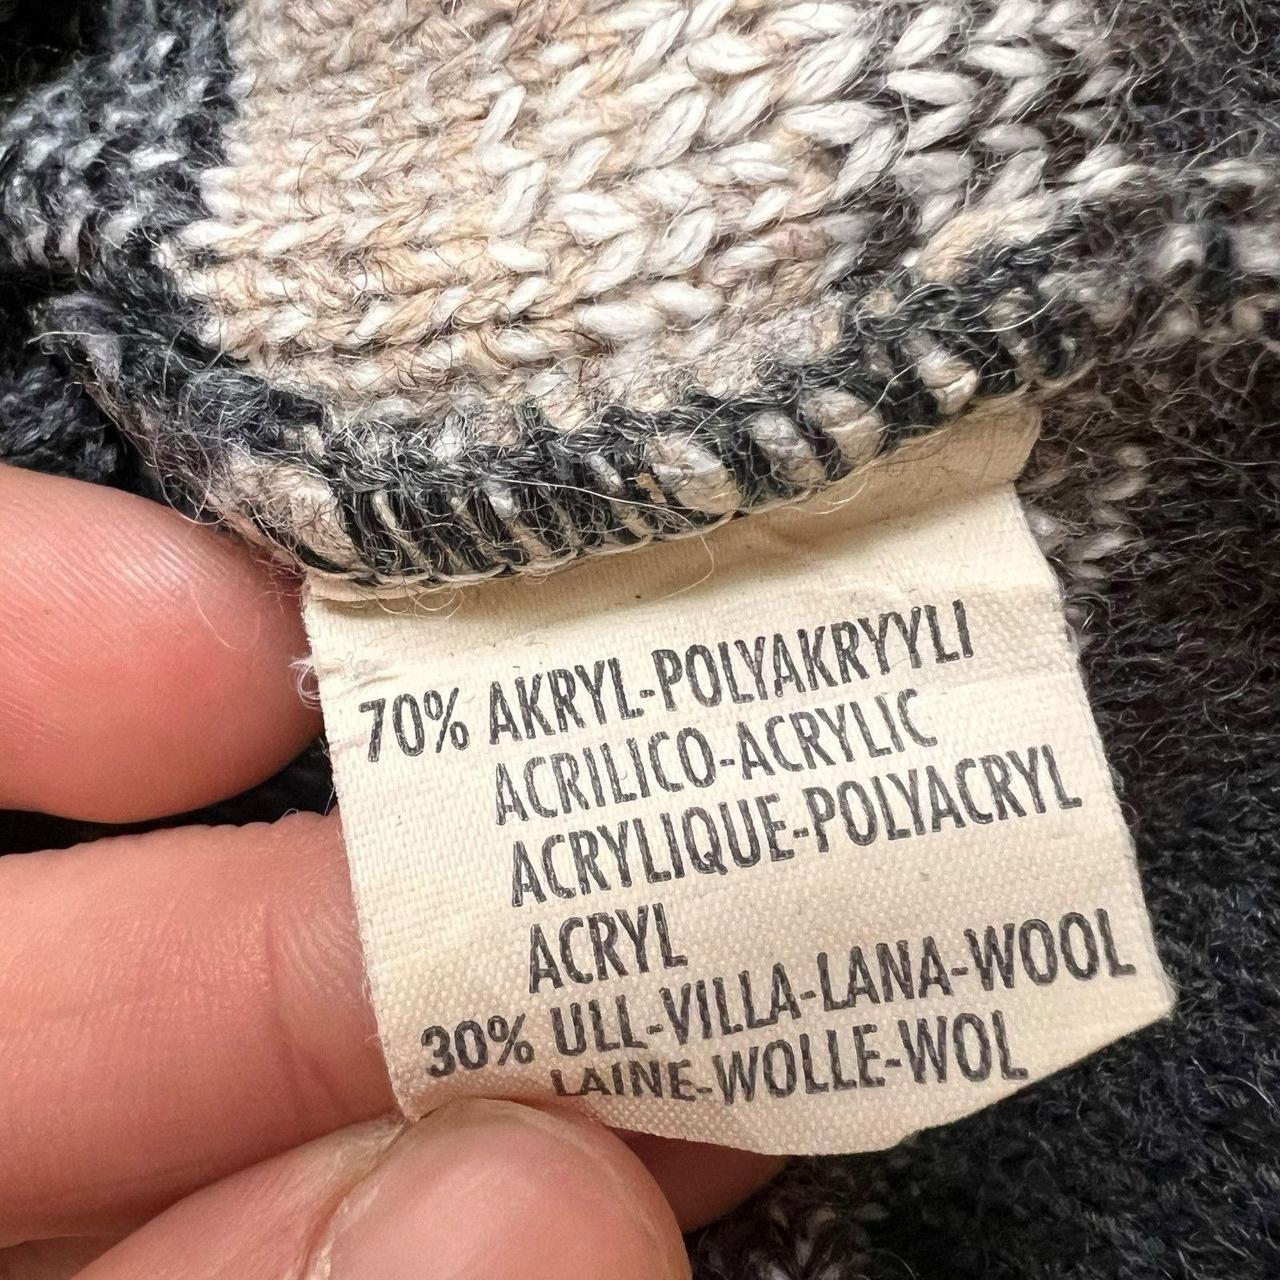 70% AKRYL-POLYAKRYYLI
ACRILICO-ACRYLIC
ACRYLIQUE-POLYACRYL
ACRYL
30% ULL-VILLA-LANA-WOOL
LAINE-WOLLE-WOL